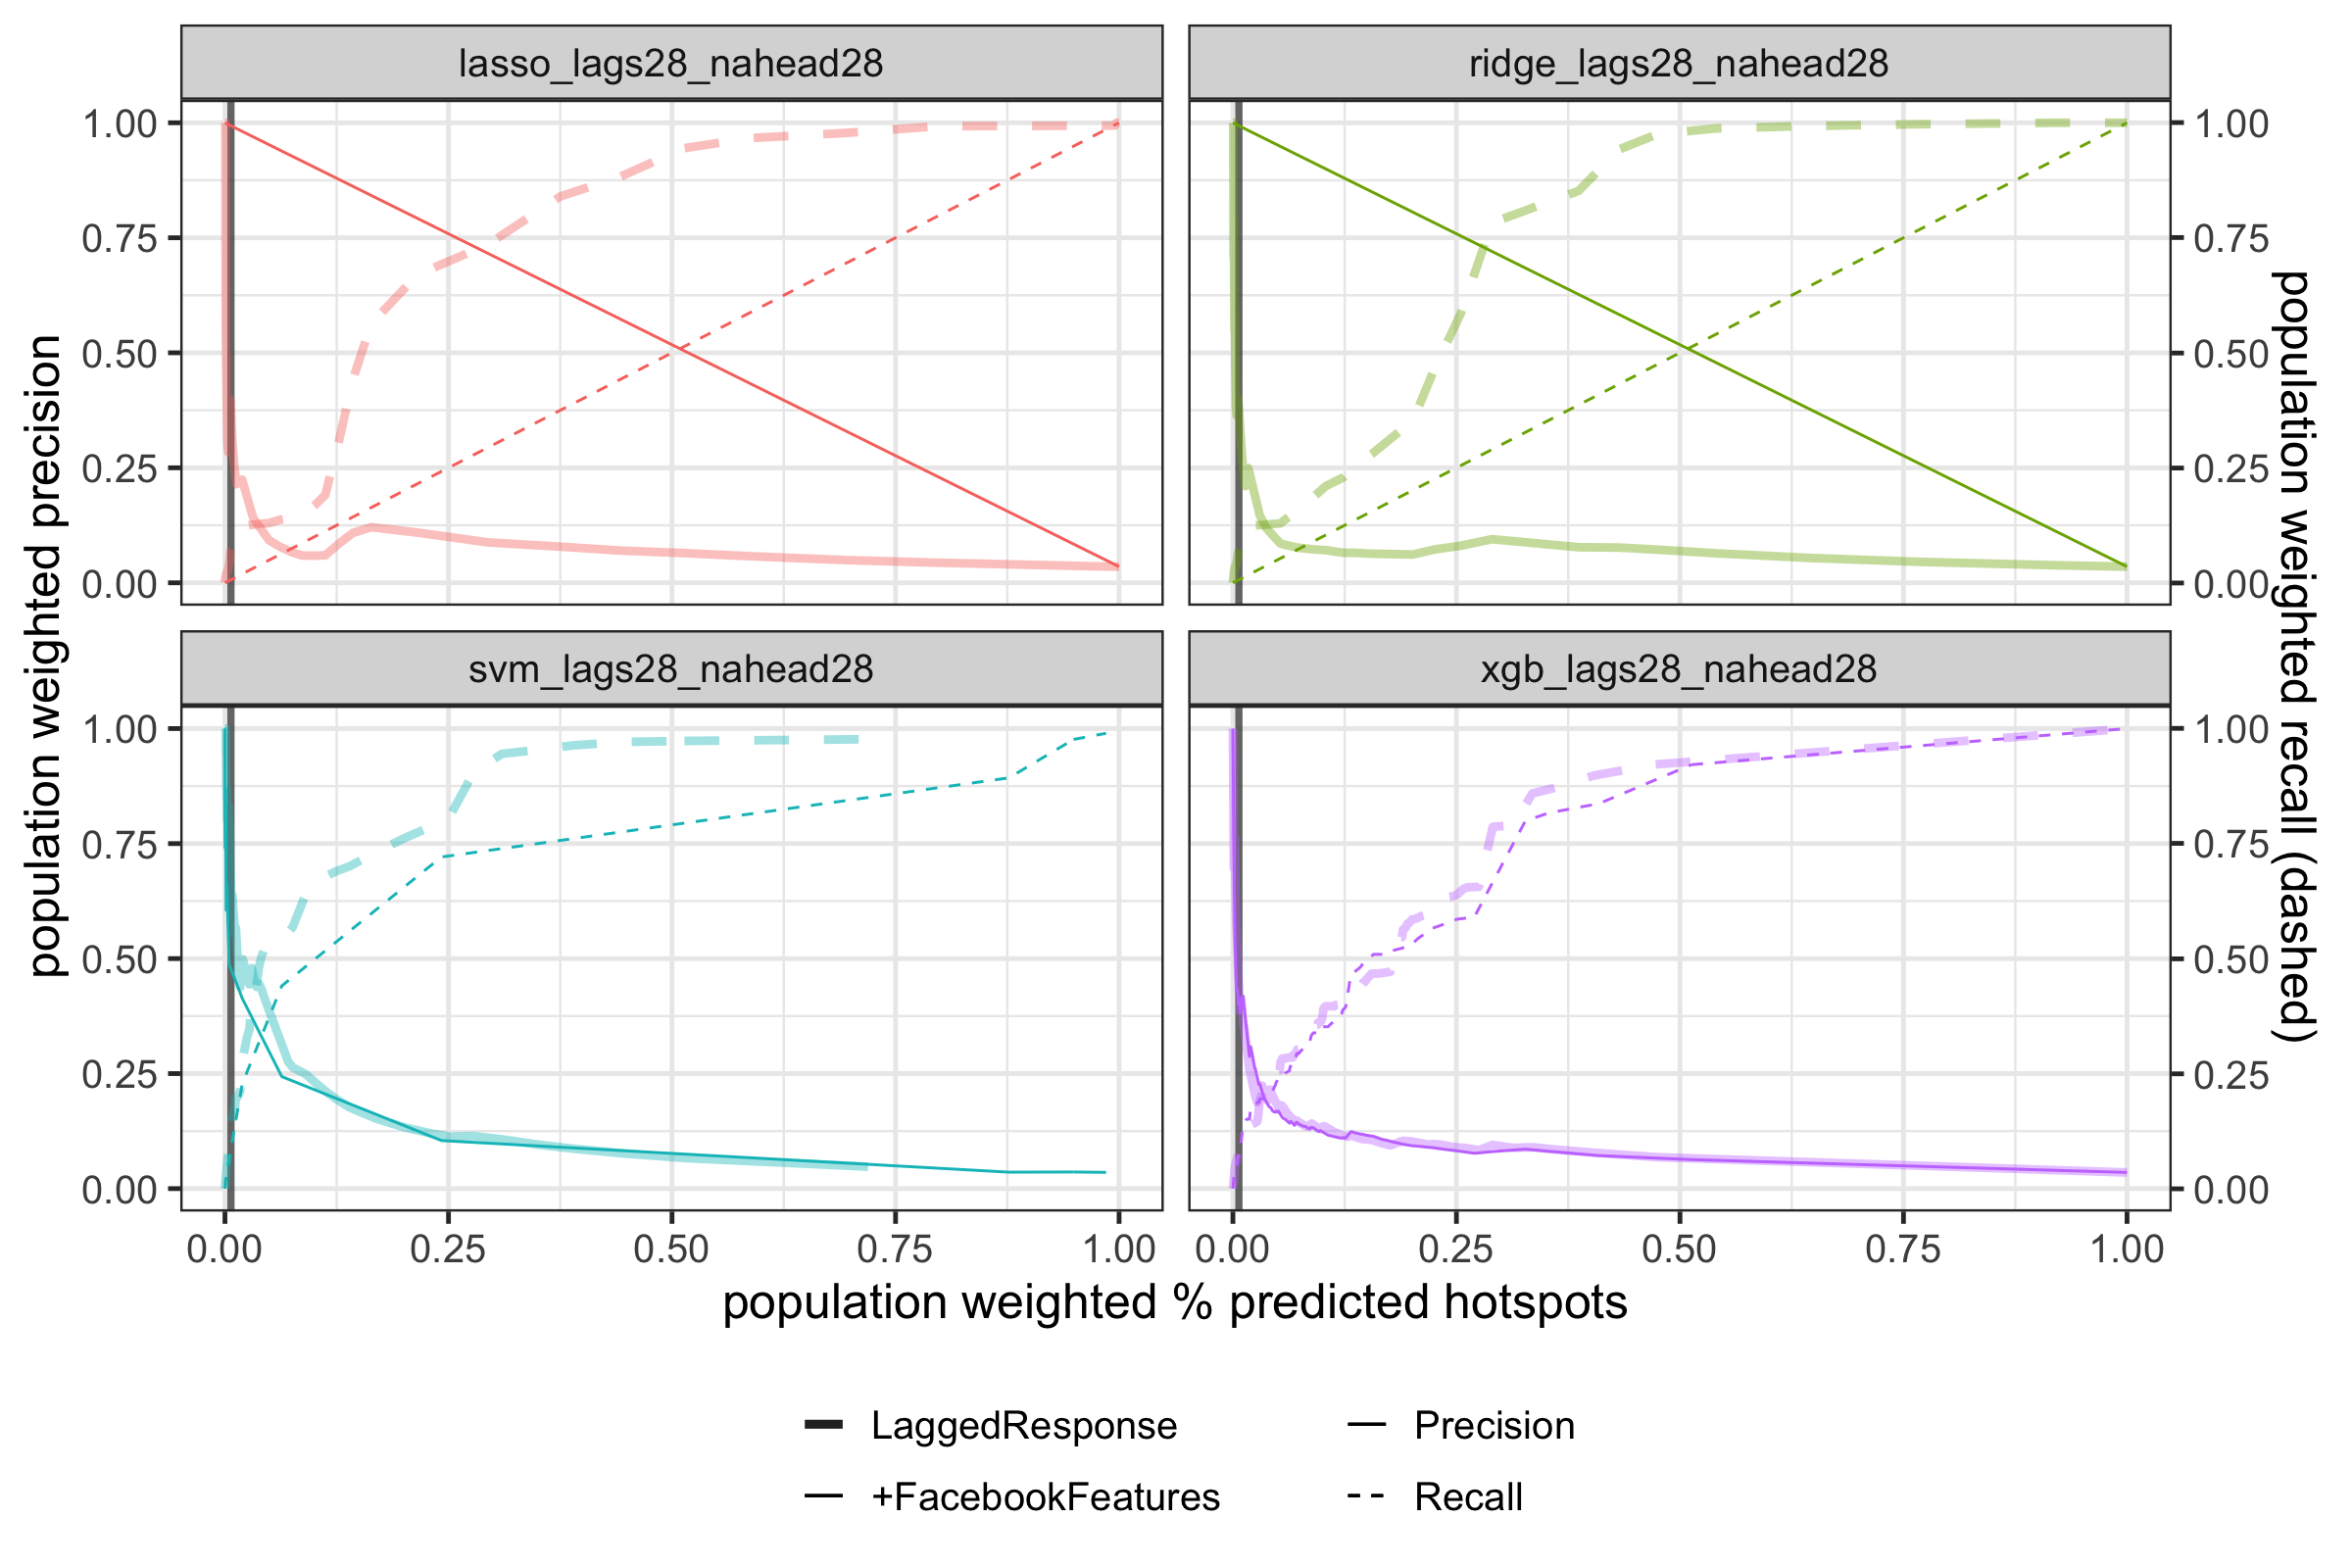 lasso_lags28_nahead28
ridge_lags28_nahead28
1.00
0.75
0.50
0.25
0.00
1.00
0.75
0.50
0.25
0.00
svm_lags28_nahead28
xgb_lags28_nahead28
1.00
0.75
0.50
0.25
0.00
1.00
0.75
0.50
0.25
0.00
population weighted precision
population weighted recall (dashed)
0.00 0.25 0.50 0.75 1.00
0.00 0.25 0.50 0.75 1.00
population weighted % predicted hotspots
LaggedResponse
+FacebookFeatures
Precision
Recall